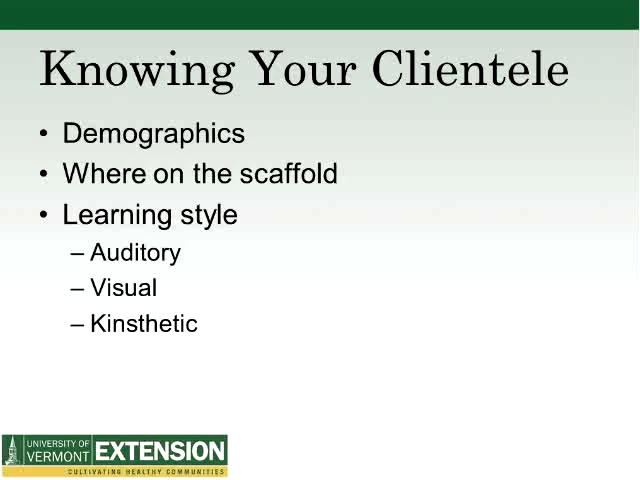 Knowing Your Clientele
• Demographics
• Where on the scaffold
• Learning style
– Auditory
– Visual
– Kinsthetic
UNIVERSITY OF
VERMONT EXTENSION
CULTIVATING HEALTHY COMMUNITIES